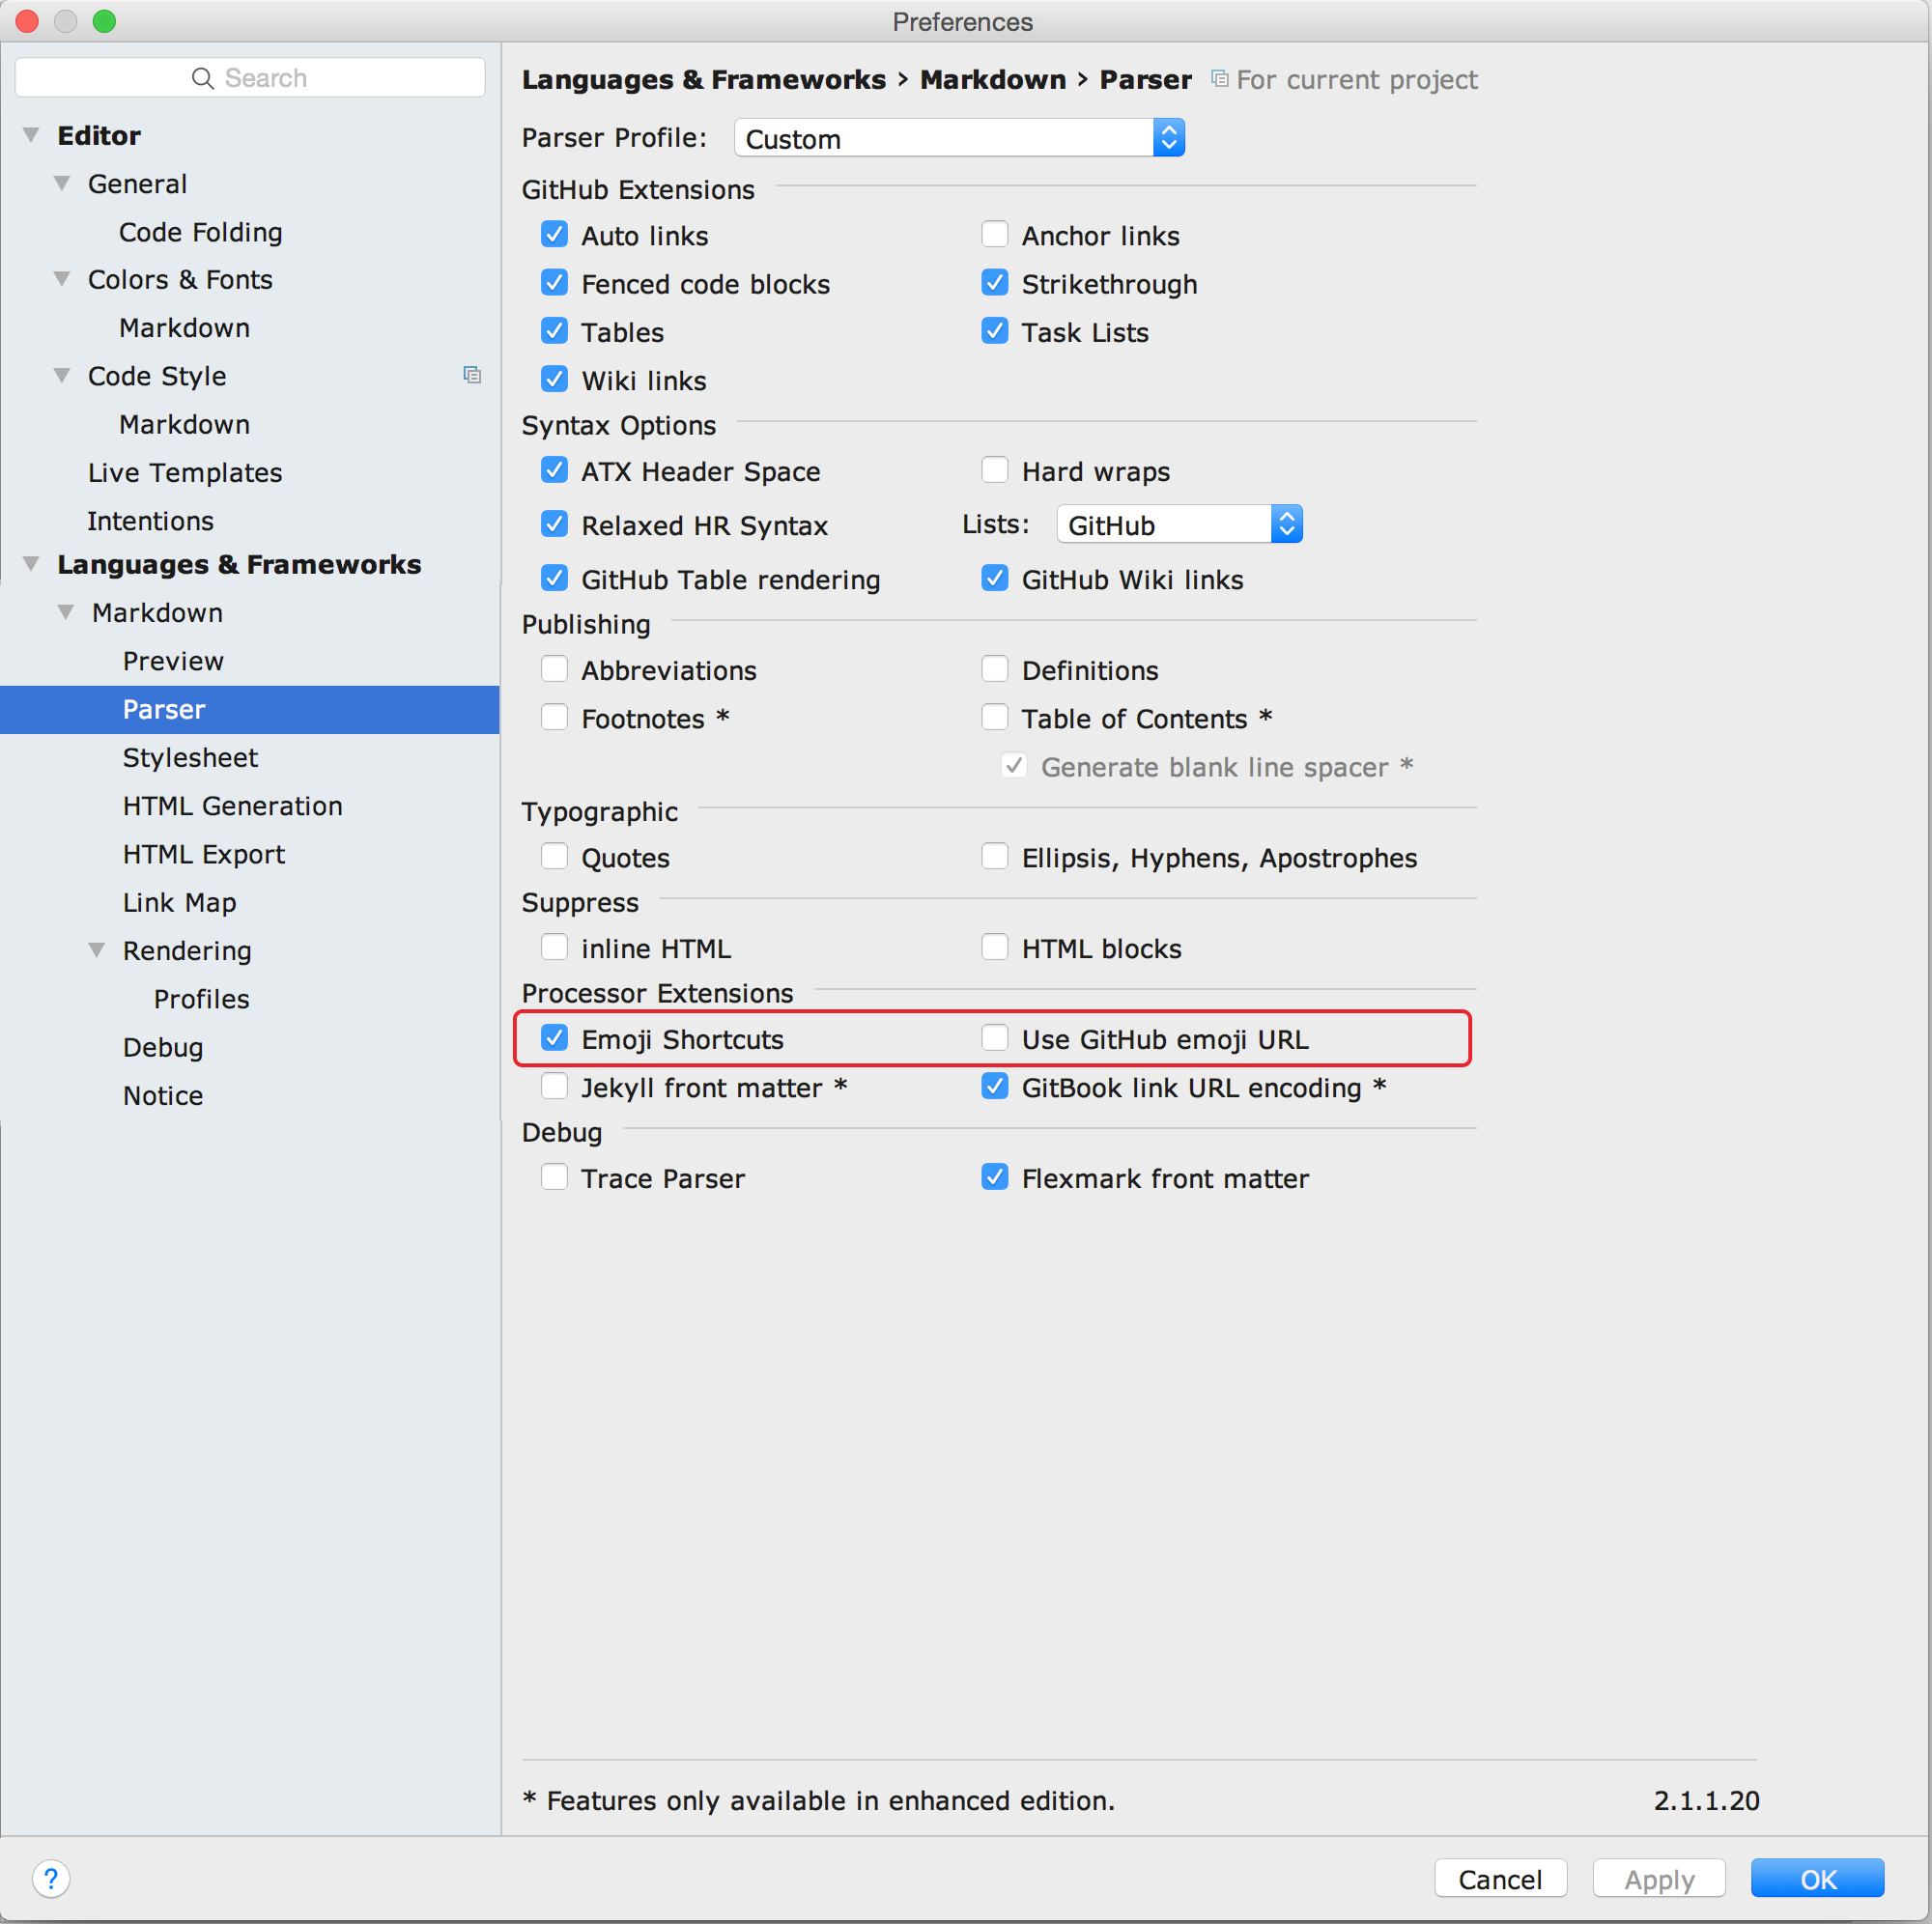 Preferences
Search
Editor
General
Code Folding
Colors & Fonts
Markdown
Code Style
Markdown
Live Templates
Intentions
Languages & Frameworks
Markdown
Preview
Parser
Stylesheet
HTML Generation
HTML Export
Link Map
Rendering
Profiles
Debug
Notice
Languages & Frameworks › Markdown › Parser For current project
Parser Profile: Custom
GitHub Extensions
Auto links Anchor links
Fenced code blocks Strikethrough
Tables Task Lists
Wiki links
Syntax Options
ATX Header Space Hard wraps
Relaxed HR Syntax Lists: GitHub
GitHub Table rendering GitHub Wiki links
Publishing
Abbreviations Definitions
Footnotes * Table of Contents *
Generate blank line spacer *
Typographic
Quotes Ellipsis, Hyphens, Apostrophes
Suppress
inline HTML HTML blocks
Processor Extensions
Emoji Shortcuts Use GitHub emoji URL
Jekyll front matter * GitBook link URL encoding *
Debug
Trace Parser Flexmark front matter
* Features only available in enhanced edition. 2.1.1.20
? Cancel Apply OK